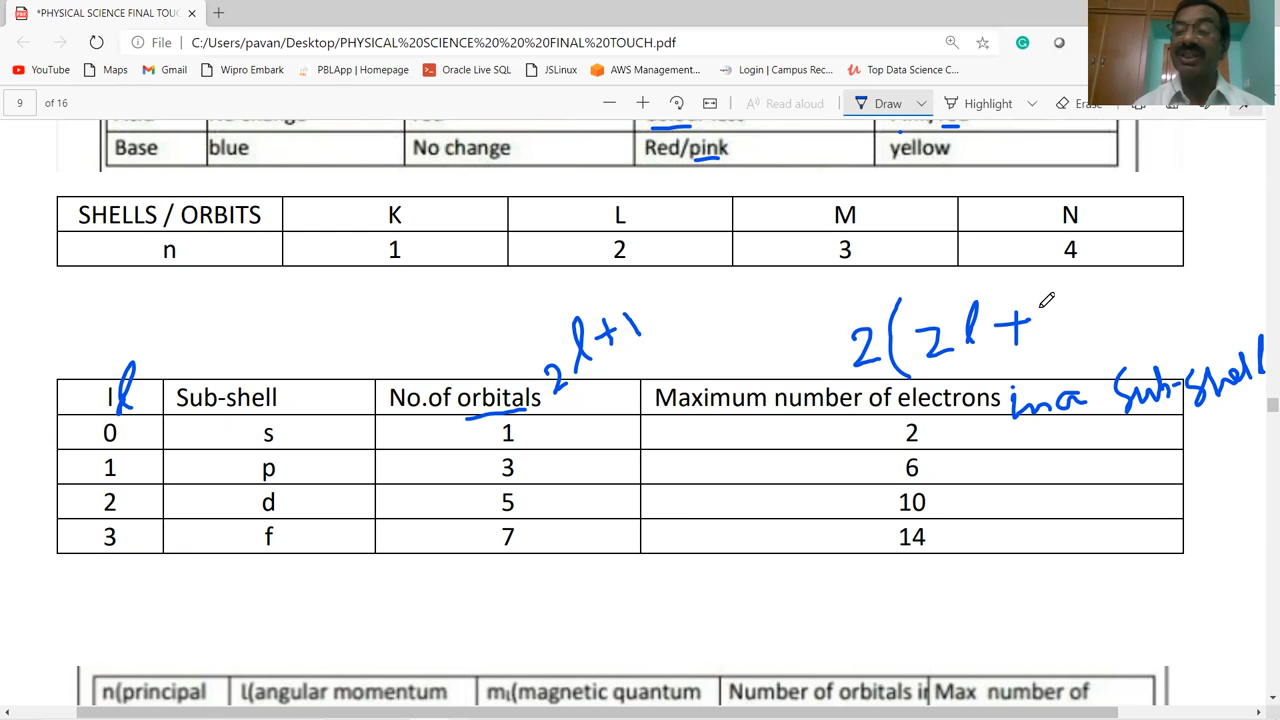 *PHYSICAL SCIENCE FINAL TOUC
File C:/Users/pavan/Desktop/PHYSICAL%20SCIENCE%20%20%20FINAL%20TOUCH.pdf
YouTube Maps Gmail Wipro Embark PBLApp | Homepage Oracle Live SQL JSLinux AWS Management... Login | Campus Rec... Top Data Science C...
9 of 16 Read aloud Draw Highlight Erase
Base blue No change Red/pink yellow
SHELLS / ORBITS K L M N
n 1 2 3 4
2l+1 2(2l+
l l Sub-shell No.of orbitals Maximum number of electrons in a Sub-shell
0 s 1 2
1 p 3 6
2 d 5 10
3 f 7 14
n(principal l(angular momentum ml(magnetic quantum Number of orbitals in Max number of